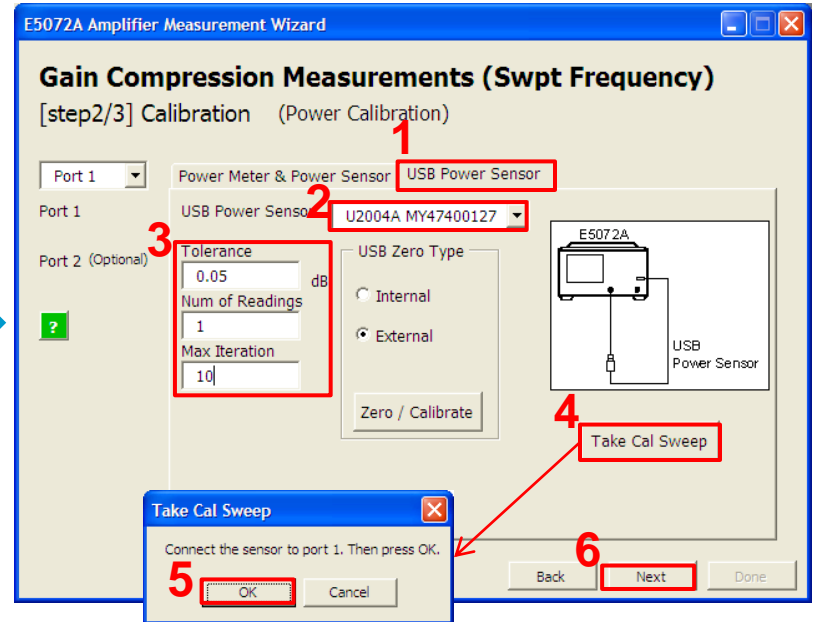 E5072A Amplifier Measurement Wizard
Gain Compression Measurements (Swpt Frequency)
[step2/3] Calibration (Power Calibration)
1
Port 1
Power Meter & Power Sensor
USB Power Sensor
Port 1
USB Power Sensor
2
U2004A MY47400127
Port 2 (Optional)
?
3
Tolerance
0.05
dB
Num of Readings
1
Max Iteration
10
USB Zero Type
Internal
External
Zero / Calibrate
E5072A
USB
Power Sensor
4
Take Cal Sweep
Take Cal Sweep
Connect the sensor to port 1. Then press OK.
5
OK
Cancel
6
Back
Next
Done